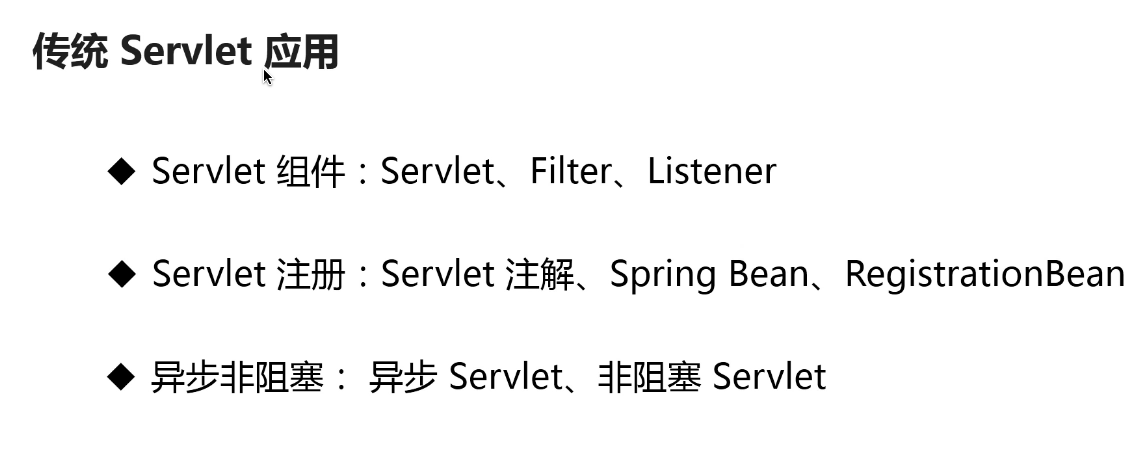 传统 Servlet 应用
◆ Servlet 组件：Servlet、Filter、Listener
◆ Servlet 注册：Servlet 注解、Spring Bean、RegistrationBean
◆ 异步非阻塞： 异步 Servlet、非阻塞 Servlet